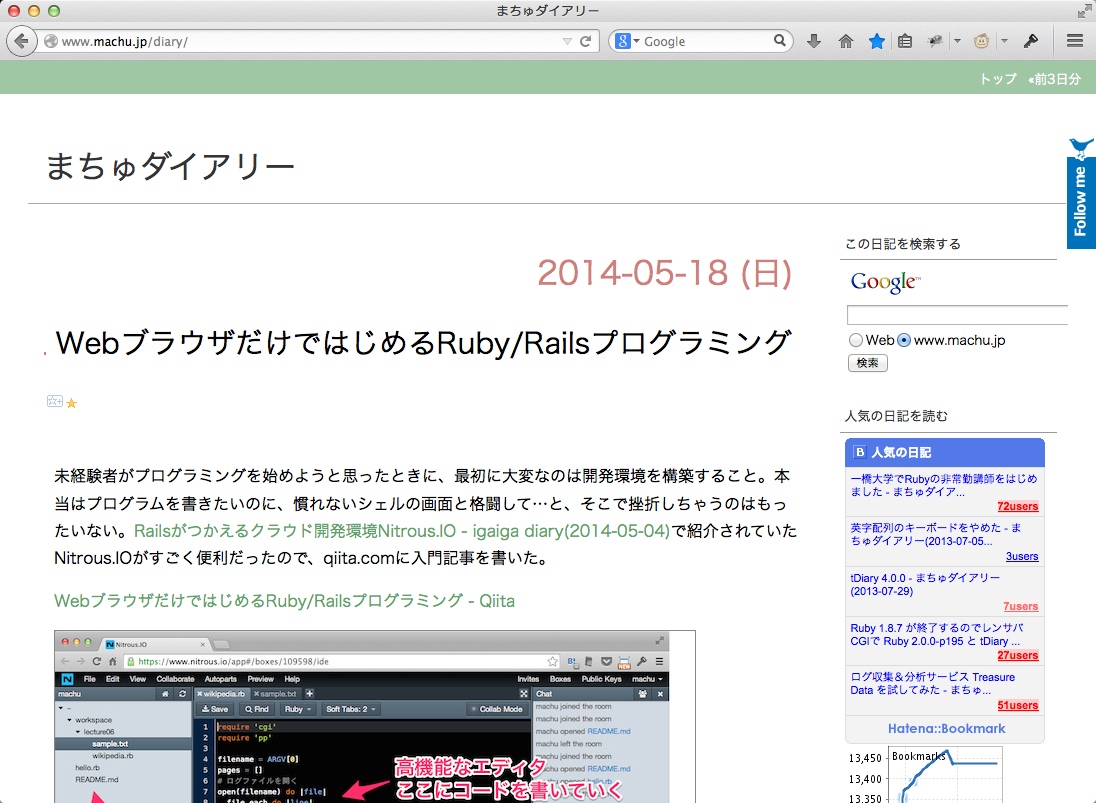 まちゅダイアリー
www.machu.jp/diary/
Google
トップ «前3日分
まちゅダイアリー
Follow me
2014-05-18 (日)
WebブラウザだけではじめるRuby/Railsプログラミング
未経験者がプログラミングを始めようと思ったときに、最初に大変なのは開発環境を構築すること。本
当はプログラムを書きたいのに、慣れないシェルの画面と格闘して…と、そこで挫折しちゃうのはもっ
たいない。Railsがつかえるクラウド開発環境Nitrous.IO - igaiga diary(2014-05-04)で紹介されていた
Nitrous.IOがすごく便利だったので、qiita.comに入門記事を書いた。
WebブラウザだけではじめるRuby/Railsプログラミング - Qiita
Nitrous.IO
https://www.nitrous.io/app#/boxes/109598/ide
N File Edit View Collaborate Autoparts Preview Help Invites Boxes Public Keys machu
machu
wikipedia.rb sample.txt
Chat
Save Find Ruby Soft Tabs: 2 Collab Mode
workspace
lecture06
sample.txt
wikipedia.rb
hello.rb
README.md
1 require 'cgi'
2 require 'pp'
3
4 filename = ARGV[0]
5 pages = []
6 # ログファイルを開く
7 open(filename) do |file|
8 file.each do |line|
machu joined the room
machu joined the room
machu opened README.md
machu left the room
machu joined the room
machu opened README.md
machu opened hello.rb
高機能なエディタ
ここにコードを書いていく
この日記を検索する
Google™
Web www.machu.jp
検索
人気の日記を読む
B 人気の日記
一橋大学でRubyの非常勤講師をはじめ
ました - まちゅダイア...
72users
英字配列のキーボードをやめた - ま
ちゅダイアリー(2013-07-05...
3users
tDiary 4.0.0 - まちゅダイアリー
(2013-07-29)
7users
Ruby 1.8.7 が終了するのでレンサバ
CGIで Ruby 2.0.0-p195 と tDiary ...
27users
ログ収集＆分析サービス Treasure
Data を試してみた - まちゅ...
51users
Hatena::Bookmark
Bookmarks
13,450
13,400
13,350